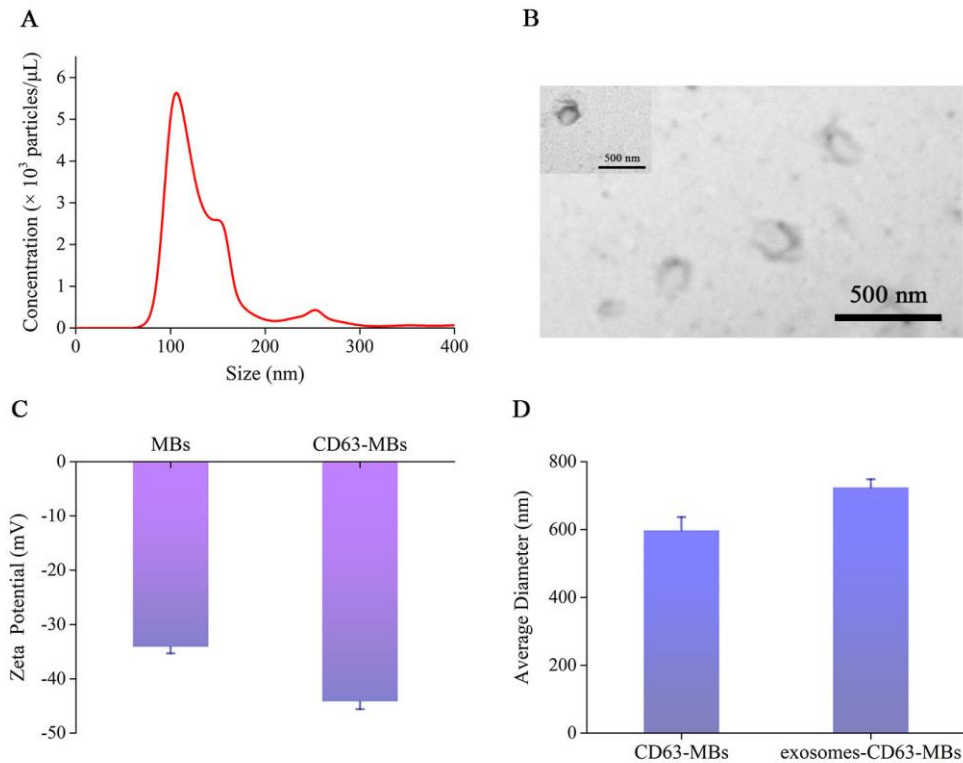 A
Concentration (× 10³ particles/μL)
6
5
4
3
2
1
0
0 100 200 300 400
Size (nm)
B
500 nm
500 nm
C
MBs CD63-MBs
Zeta Potential (mV)
0
-10
-20
-30
-40
-50
D
Average Diameter (nm)
800
600
400
200
0
CD63-MBs exosomes-CD63-MBs